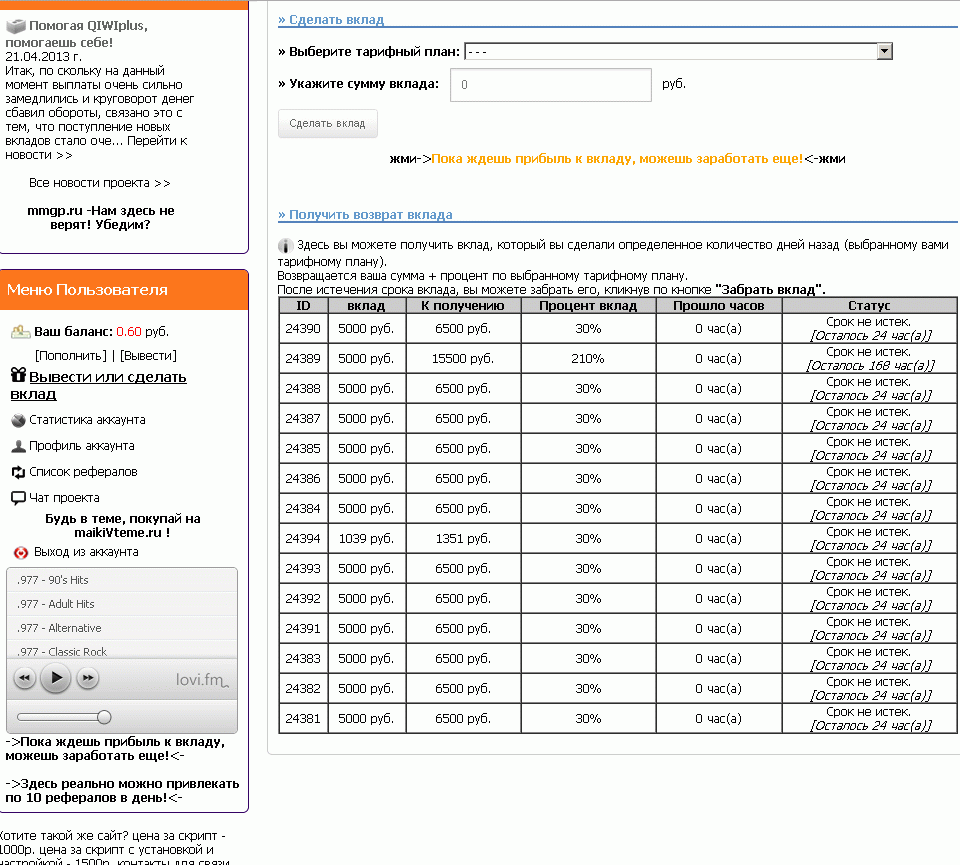 Помогая QIWIplus,
помогаешь себе!
21.04.2013 г.
Итак, по скольку на данный
момент выплаты очень сильно
замедлились и круговорот денег
сбавил обороты, связано это с
тем, что поступление новых
вкладов стало оче... Перейти к
новости >>
Все новости проекта >>
mmgp.ru -Нам здесь не
верят! Убедим?
Меню Пользователя
Ваш баланс: 0.60 руб.
[Пополнить] | [Вывести]
Вывести или сделать
вклад
Статистика аккаунта
Профиль аккаунта
Список рефералов
Чат проекта
Будь в теме, покупай на
maikiVteme.ru !
Выход из аккаунта
.977 - 90's Hits
.977 - Adult Hits
.977 - Alternative
.977 - Classic Rock
lovi.fm
->Пока ждешь прибыль к вкладу,
можешь заработать еще!<-
->Здесь реально можно привлекать
по 10 рефералов в день!<-
Хотите такой же сайт? цена за скрипт -
1000р. цена за скрипт с установкой и
настройкой - 1500р. контакты для связи
» Сделать вклад
» Выберите тарифный план: ---
» Укажите сумму вклада: 0 руб.
Сделать вклад
жми->Пока ждешь прибыль к вкладу, можешь заработать еще!<-жми
» Получить возврат вклада
Здесь вы можете получить вклад, который вы сделали определенное количество дней назад (выбранному вами
тарифному плану).
Возвращается ваша сумма + процент по выбранному тарифному плану.
После истечения срока вклада, вы можете забрать его, кликнув по кнопке "Забрать вклад".
ID вклад К получению Процент вклад Прошло часов Статус
24390 5000 руб. 6500 руб. 30% 0 час(а) Срок не истек.
[Осталось 24 час(а)]
24389 5000 руб. 15500 руб. 210% 0 час(а) Срок не истек.
[Осталось 168 час(а)]
24388 5000 руб. 6500 руб. 30% 0 час(а) Срок не истек.
[Осталось 24 час(а)]
24387 5000 руб. 6500 руб. 30% 0 час(а) Срок не истек.
[Осталось 24 час(а)]
24385 5000 руб. 6500 руб. 30% 0 час(а) Срок не истек.
[Осталось 24 час(а)]
24386 5000 руб. 6500 руб. 30% 0 час(а) Срок не истек.
[Осталось 24 час(а)]
24384 5000 руб. 6500 руб. 30% 0 час(а) Срок не истек.
[Осталось 24 час(а)]
24394 1039 руб. 1351 руб. 30% 0 час(а) Срок не истек.
[Осталось 24 час(а)]
24393 5000 руб. 6500 руб. 30% 0 час(а) Срок не истек.
[Осталось 24 час(а)]
24392 5000 руб. 6500 руб. 30% 0 час(а) Срок не истек.
[Осталось 24 час(а)]
24391 5000 руб. 6500 руб. 30% 0 час(а) Срок не истек.
[Осталось 24 час(а)]
24383 5000 руб. 6500 руб. 30% 0 час(а) Срок не истек.
[Осталось 24 час(а)]
24382 5000 руб. 6500 руб. 30% 0 час(а) Срок не истек.
[Осталось 24 час(а)]
24381 5000 руб. 6500 руб. 30% 0 час(а) Срок не истек.
[Осталось 24 час(а)]